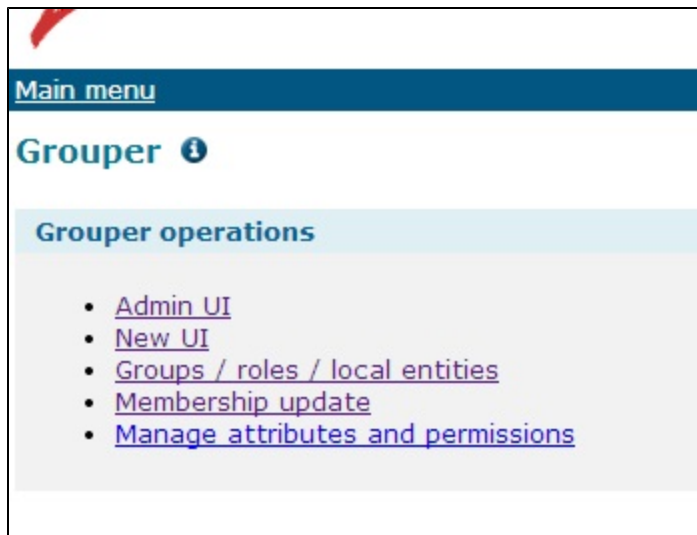 Main menu
Grouper
Grouper operations
Admin UI
New UI
Groups / roles / local entities
Membership update
Manage attributes and permissions